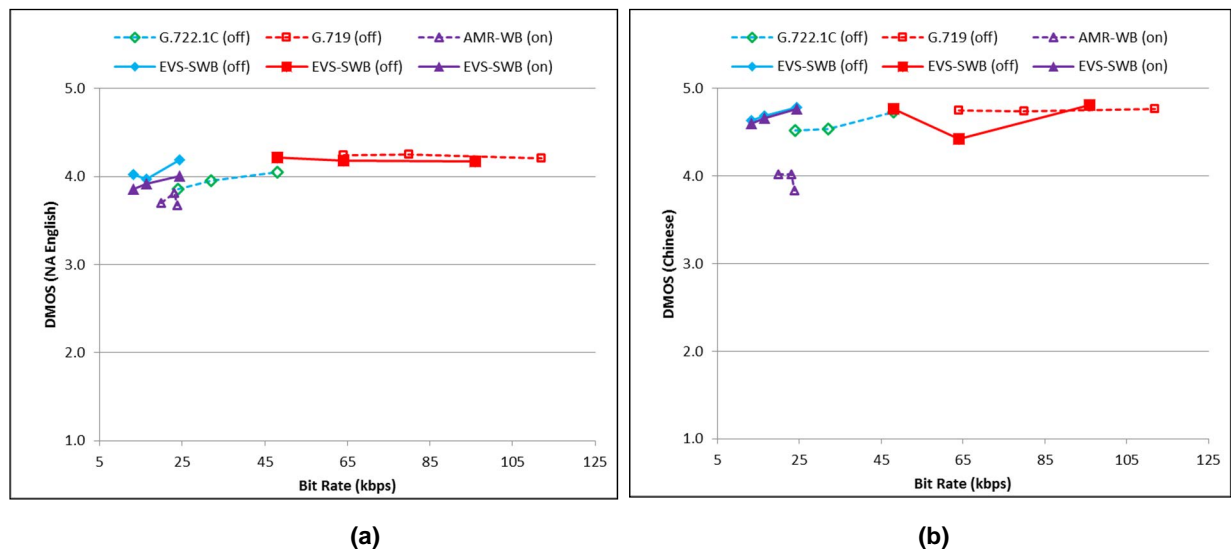 G.722.1C (off) G.719 (off) AMR-WB (on)
EVS-SWB (off) EVS-SWB (off) EVS-SWB (on)
5.0
4.0
3.0
2.0
1.0
DMOS (NA English)
5 25 45 65 85 105 125
Bit Rate (kbps)
(a)
G.722.1C (off) G.719 (off) AMR-WB (on)
EVS-SWB (off) EVS-SWB (off) EVS-SWB (on)
5.0
4.0
3.0
2.0
1.0
DMOS (Chinese)
5 25 45 65 85 105 125
Bit Rate (kbps)
(b)